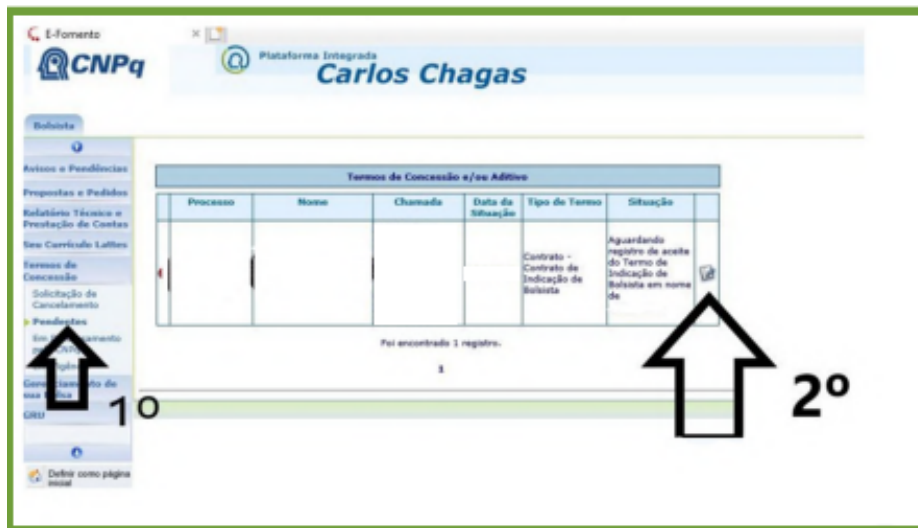 E-Fomento
CNPq
Plataforma Integrada
Carlos Chagas
Bolsista
Avisos e Pendências
Propostas e Pedidos
Relatório Técnico e
Prestação de Contas
Seu Currículo Lattes
Termos de
Concessão
Solicitação de
Cancelamento
Pendentes
Em
sua
GRU
Definir como página
inicial
Termos de Concessão e/ou Aditivo
Processo
Nome
Chamada
Data da
Situação
Tipo de Termo
Situação
Contrato -
Contrato de
Indicação de
Bolsista
Aguardando
registro de aceite
do Termo de
Indicação de
Bolsista em nome
de
Foi encontrado 1 registro.
1
1º
2º